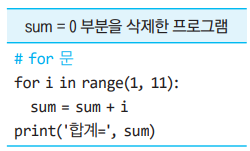 sum = 0 부분을 삭제한 프로그램
# for 문
for i in range(1, 11):
  sum = sum + i
print('합계=', sum)